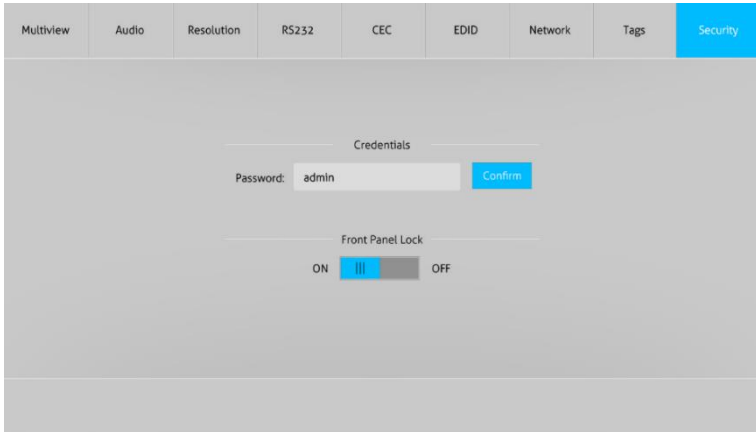 Multiview Audio Resolution RS232 CEC EDID Network Tags Security
Credentials
Password: admin Confirm
Front Panel Lock
ON OFF